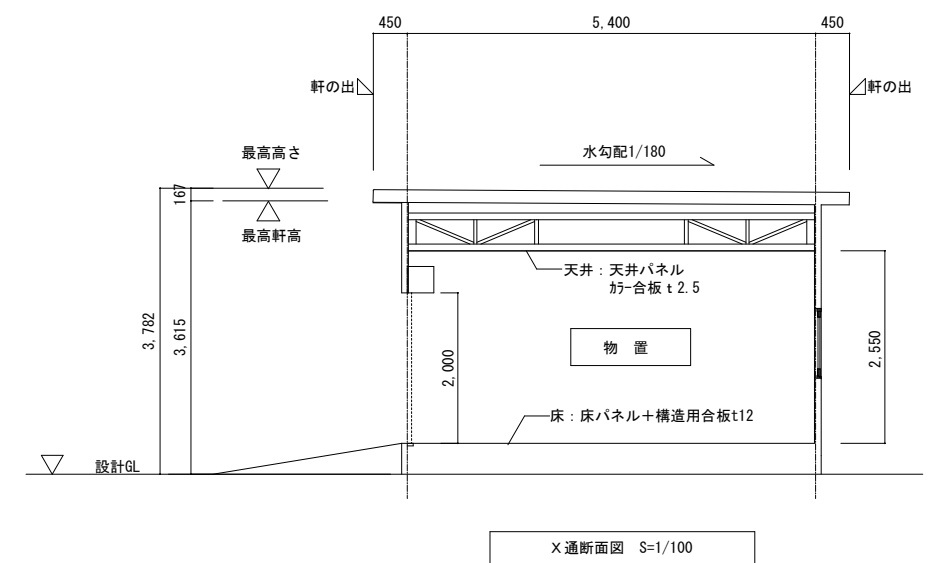 450
5,400
450
軒の出
軒の出
水勾配1/180
最高高さ
167
最高軒高
天井：天井パネル
ｶﾗｰ合板ｔ2.5
3,782
3,615
2,000
物　置
2,550
床：床パネル＋構造用合板t12
設計GL
Ｘ通断面図　S=1/100